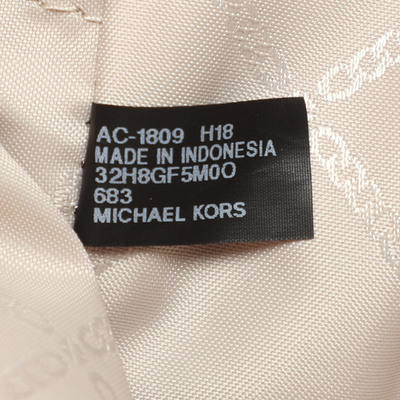 AC-1809 H18
MADE IN INDONESIA
32H8GF5M0O
683
MICHAEL KORS